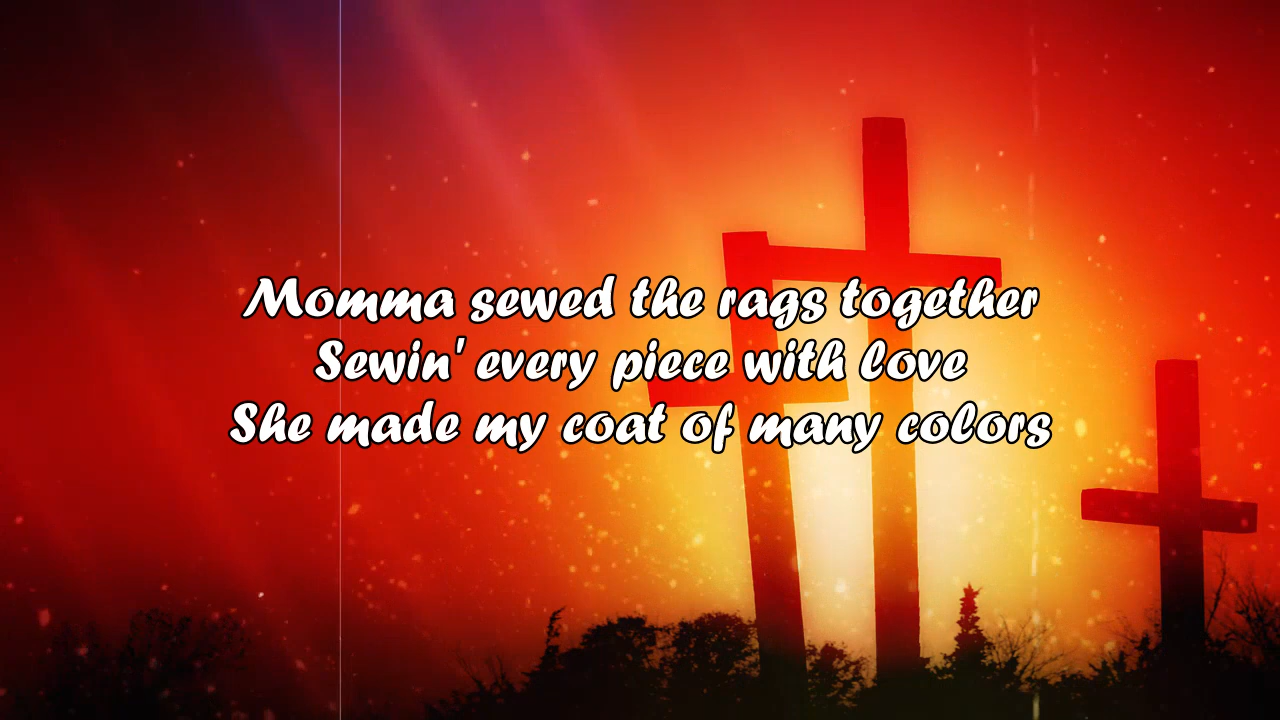 Momma sewed the rags together
Sewin' every piece with love
She made my coat of many colors